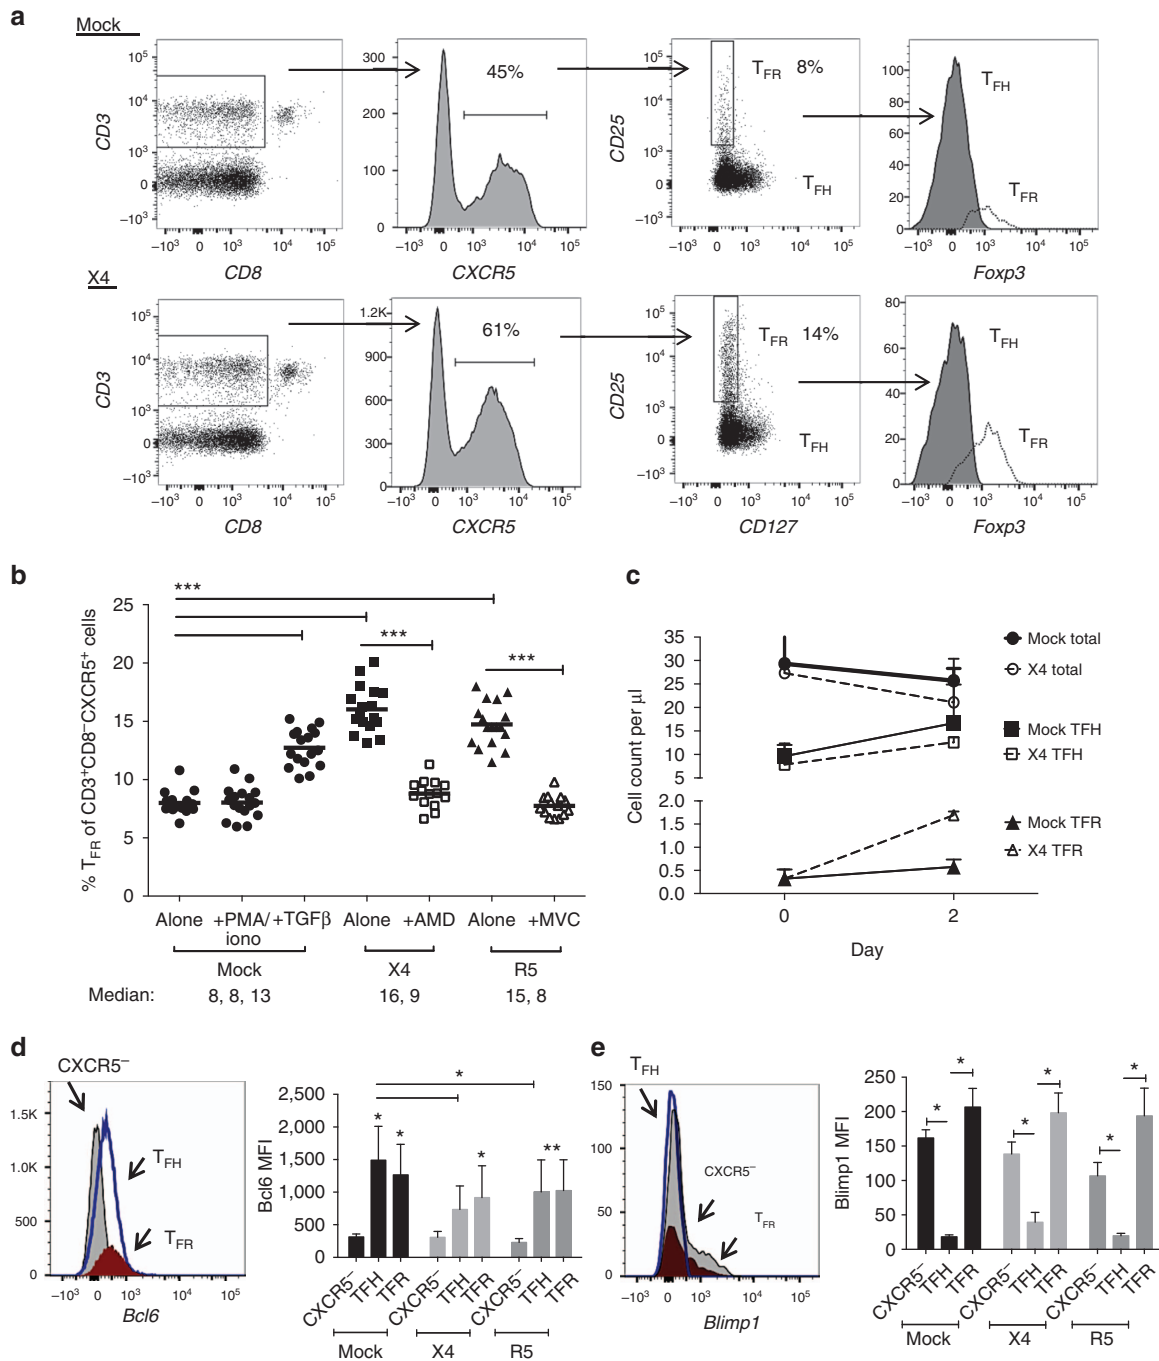 a
Mock
CD3
10⁵
10⁴
10³
0
–10³
–10³ 0 10³ 10⁴ 10⁵
CD8
300
200
100
0
45%
–10³ 0 10³ 10⁴ 10⁵
CXCR5
CD25
10⁵
10⁴
10³
0
–10³
TFR 8%
TFH
–10³ 0 10³ 10⁴ 10⁵
100
80
60
40
20
0
TFH
TFR
–10³ 0 10³ 10⁴ 10⁵
Foxp3
X4
CD3
10⁵
10⁴
10³
0
–10³
–10³ 0 10³ 10⁴ 10⁵
CD8
1.2K
900
600
300
0
61%
–10³ 0 10³ 10⁴ 10⁵
CXCR5
CD25
10⁵
10⁴
10³
0
–10³
TFR 14%
TFH
–10³ 0 10³ 10⁴ 10⁵
CD127
80
60
40
20
0
TFH
TFR
–10³ 0 10³ 10⁴ 10⁵
Foxp3
b
% TFR of CD3⁺CD8⁻CXCR5⁺ cells
25
20
15
10
5
0
***
***
***
Alone +PMA/iono +TGFβ Alone +AMD Alone +MVC
Mock X4 R5
Median: 8, 8, 13 16, 9 15, 8
c
Cell count per µl
35
30
25
20
15
10
5
2.0
1.5
1.0
0.5
0.0
0 2
Day
Mock total
X4 total
Mock TFH
X4 TFH
Mock TFR
X4 TFR
d
CXCR5⁻
1.5K
1.0K
500
0
TFH
TFR
–10³ 0 10³ 10⁴ 10⁵
Bcl6
Bcl6 MFI
2,500
2,000
1,500
1,000
500
0
*
* * * **
CXCR5⁻ TFH TFR CXCR5⁻ TFH TFR CXCR5⁻ TFH TFR
Mock X4 R5
e
TFH
150
100
50
0
CXCR5⁻
TFR
–10³ 0 10³ 10⁴ 10⁵
Blimp1
Blimp1 MFI
250
200
150
100
50
0
* * * * * *
CXCR5⁻ TFH TFR CXCR5⁻ TFH TFR CXCR5⁻ TFH TFR
Mock X4 R5